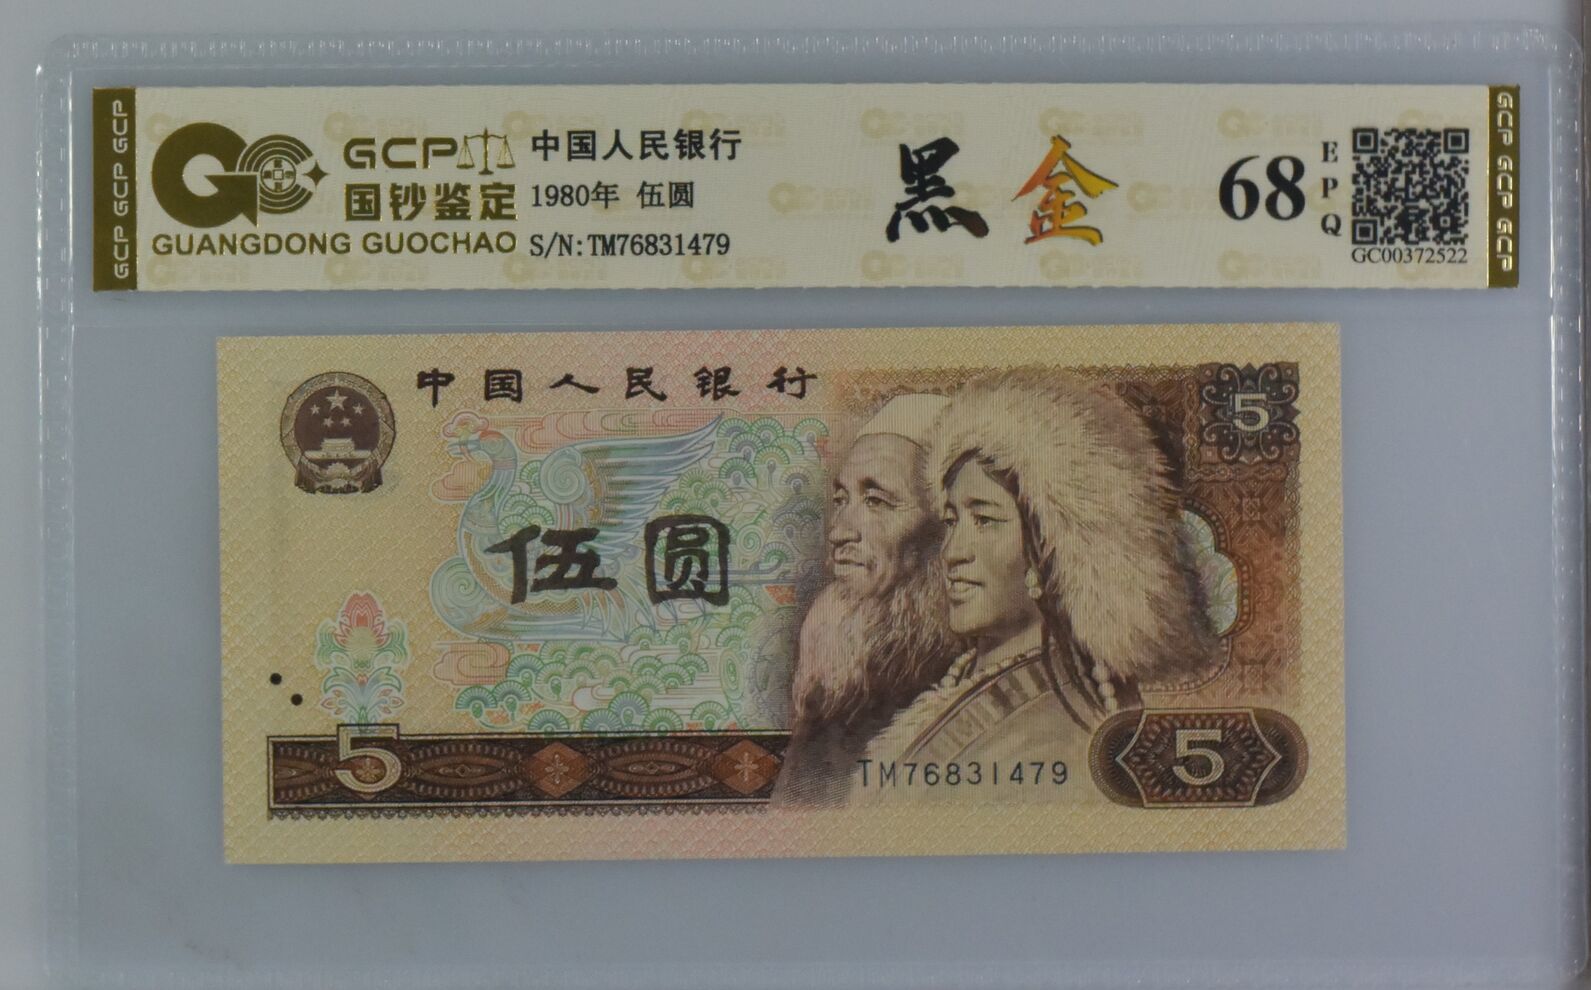 GCP GCP GCP
GCP
国钞鉴定
GUANGDONG GUOCHAO
中国人民银行
1980年 伍圆
S/N:TM76831479
黑金
68
EPQ
GC00372522
GCP GCP GCP
中国人民银行
伍圆
5
5
TM76831479
5